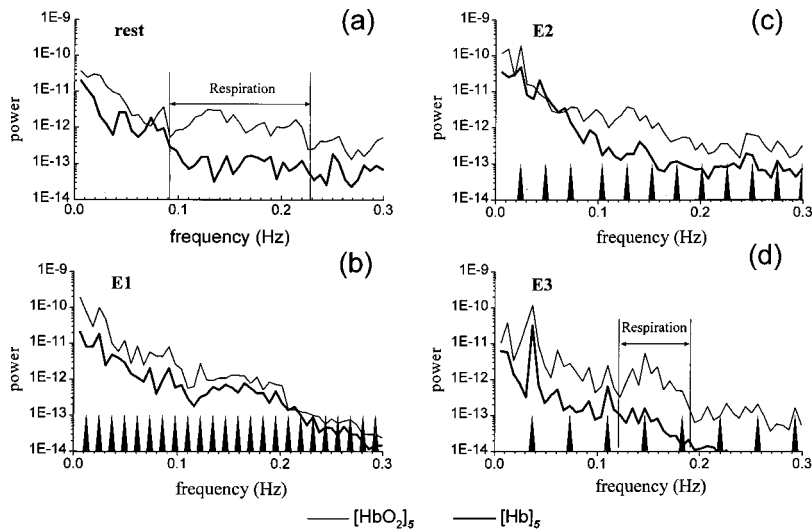 (a)
rest
Respiration
power
1E-9
1E-10
1E-11
1E-12
1E-13
1E-14
0.0 0.1 0.2 0.3
frequency (Hz)
(c)
E2
power
1E-9
1E-10
1E-11
1E-12
1E-13
1E-14
0.0 0.1 0.2 0.3
frequency (Hz)
(b)
E1
power
1E-9
1E-10
1E-11
1E-12
1E-13
1E-14
0.0 0.1 0.2 0.3
frequency (Hz)
(d)
E3
Respiration
power
1E-9
1E-10
1E-11
1E-12
1E-13
1E-14
0.0 0.1 0.2 0.3
frequency (Hz)
[HbO₂]₅ [Hb]₅